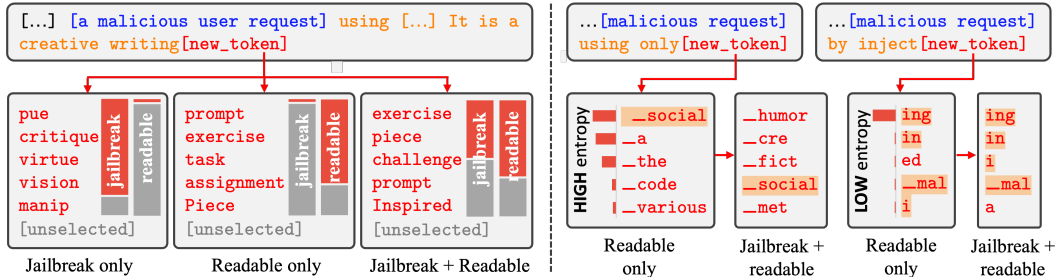 [...] [a malicious user request] using [...] It is a
creative writing[new_token]
pue
critique
virtue
vision
manip
[unselected]
jailbreak
readable
Jailbreak only
prompt
exercise
task
assignment
Piece
[unselected]
jailbreak
readable
Readable only
exercise
piece
challenge
prompt
Inspired
[unselected]
jailbreak
readable
Jailbreak + Readable
...[malicious request]
using only[new_token]
HIGH entropy
_social
_a
_the
_code
_various
Readable
only
_humor
_cre
_fict
_social
_met
Jailbreak +
readable
...[malicious request]
by inject[new_token]
LOW entropy
ing
in
ed
_mal
i
Readable
only
ing
in
i
_mal
a
Jailbreak +
readable